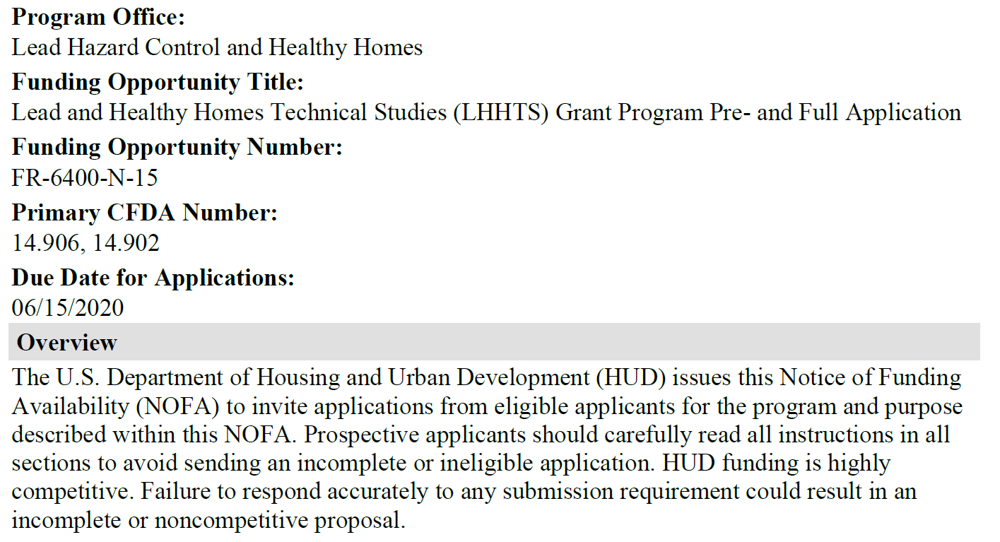 Program Office:
Lead Hazard Control and Healthy Homes
Funding Opportunity Title:
Lead and Healthy Homes Technical Studies (LHHTS) Grant Program Pre- and Full Application
Funding Opportunity Number:
FR-6400-N-15
Primary CFDA Number:
14.906, 14.902
Due Date for Applications:
06/15/2020
Overview
The U.S. Department of Housing and Urban Development (HUD) issues this Notice of Funding
Availability (NOFA) to invite applications from eligible applicants for the program and purpose
described within this NOFA. Prospective applicants should carefully read all instructions in all
sections to avoid sending an incomplete or ineligible application. HUD funding is highly
competitive. Failure to respond accurately to any submission requirement could result in an
incomplete or noncompetitive proposal.